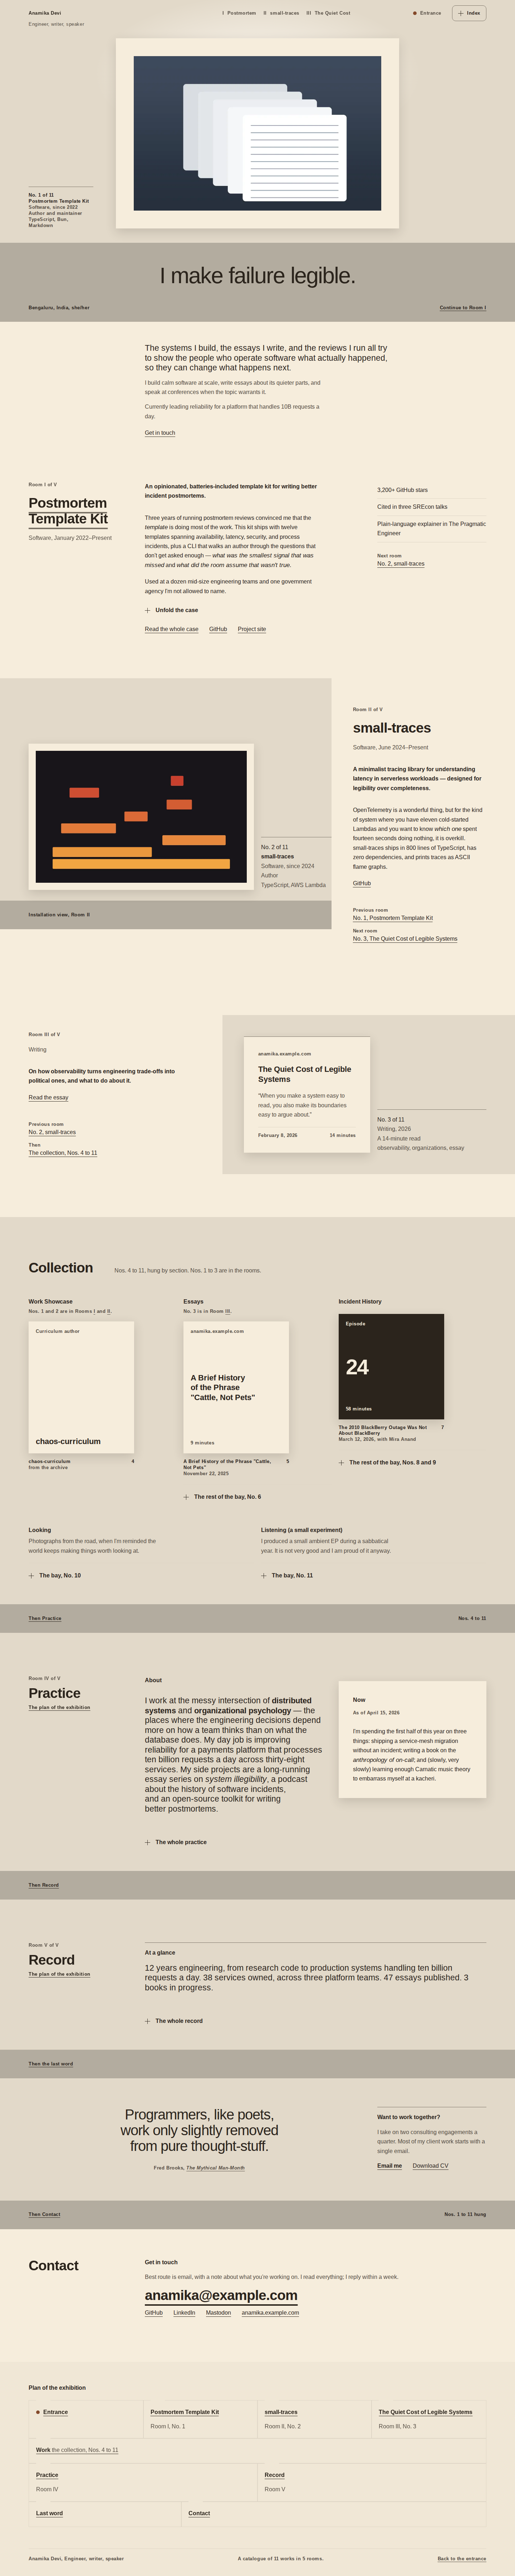 Anamika Devi
Engineer, writer, speaker
I Postmortem II small-traces III The Quiet Cost
Entrance
Index
No. 1 of 11
Postmortem Template Kit
Software, since 2022
Author and maintainer
TypeScript, Bun,
Markdown
I make failure legible.
Bengaluru, India, she/her
Continue to Room I
The systems I build, the essays I write, and the reviews I run all try
to show the people who operate software what actually happened,
so they can change what happens next.
I build calm software at scale, write essays about its quieter parts, and
speak at conferences when the topic warrants it.
Currently leading reliability for a platform that handles 10B requests a
day.
Get in touch
Room I of V
Postmortem
Template Kit
Software, January 2022–Present
An opinionated, batteries-included template kit for writing better
incident postmortems.
Three years of running postmortem reviews convinced me that the
template is doing most of the work. This kit ships with twelve
templates spanning availability, latency, security, and process
incidents, plus a CLI that walks an author through the questions that
don't get asked enough — what was the smallest signal that was
missed and what did the room assume that wasn't true.
Used at a dozen mid-size engineering teams and one government
agency I'm not allowed to name.
Unfold the case
Read the whole case
GitHub
Project site
3,200+ GitHub stars
Cited in three SREcon talks
Plain-language explainer in The Pragmatic
Engineer
Next room
No. 2, small-traces
No. 2 of 11
small-traces
Software, since 2024
Author
TypeScript, AWS Lambda
Installation view, Room II
Room II of V
small-traces
Software, June 2024–Present
A minimalist tracing library for understanding
latency in serverless workloads — designed for
legibility over completeness.
OpenTelemetry is a wonderful thing, but for the kind
of system where you have eleven cold-started
Lambdas and you want to know which one spent
fourteen seconds doing nothing, it is overkill.
small-traces ships in 800 lines of TypeScript, has
zero dependencies, and prints traces as ASCII
flame graphs.
GitHub
Previous room
No. 1, Postmortem Template Kit
Next room
No. 3, The Quiet Cost of Legible Systems
Room III of V
Writing
On how observability turns engineering trade-offs into
political ones, and what to do about it.
Read the essay
Previous room
No. 2, small-traces
Then
The collection, Nos. 4 to 11
anamika.example.com
The Quiet Cost of Legible
Systems
"When you make a system easy to
read, you also make its boundaries
easy to argue about."
February 8, 2026
14 minutes
No. 3 of 11
Writing, 2026
A 14-minute read
observability, organizations, essay
Collection
Nos. 4 to 11, hung by section. Nos. 1 to 3 are in the rooms.
Work Showcase
Nos. 1 and 2 are in Rooms I and II.
Curriculum author
chaos-curriculum
chaos-curriculum 4
from the archive
Essays
No. 3 is in Room III.
anamika.example.com
A Brief History
of the Phrase
"Cattle, Not Pets"
9 minutes
A Brief History of the Phrase "Cattle, 5
Not Pets"
November 22, 2025
The rest of the bay, No. 6
Incident History
Episode
24
58 minutes
The 2010 BlackBerry Outage Was Not 7
About BlackBerry
March 12, 2026, with Mira Anand
The rest of the bay, Nos. 8 and 9
Looking
Photographs from the road, when I'm reminded the
world keeps making things worth looking at.
The bay, No. 10
Listening (a small experiment)
I produced a small ambient EP during a sabbatical
year. It is not very good and I am proud of it anyway.
The bay, No. 11
Then Practice
Nos. 4 to 11
Room IV of V
Practice
The plan of the exhibition
About
I work at the messy intersection of distributed
systems and organizational psychology — the
places where the engineering decisions depend
more on how a team thinks than on what the
database does. My day job is improving
reliability for a payments platform that processes
ten billion requests a day across thirty-eight
services. My side projects are a long-running
essay series on system illegibility, a podcast
about the history of software incidents,
and an open-source toolkit for writing
better postmortems.
The whole practice
Now
As of April 15, 2026
I'm spending the first half of this year on three
things: shipping a service-mesh migration
without an incident; writing a book on the
anthropology of on-call; and (slowly, very
slowly) learning enough Carnatic music theory
to embarrass myself at a kacheri.
Then Record
Room V of V
Record
The plan of the exhibition
At a glance
12 years engineering, from research code to production systems handling ten billion
requests a day. 38 services owned, across three platform teams. 47 essays published. 3
books in progress.
The whole record
Then the last word
Programmers, like poets,
work only slightly removed
from pure thought-stuff.
Fred Brooks, The Mythical Man-Month
Want to work together?
I take on two consulting engagements a
quarter. Most of my client work starts with a
single email.
Email me
Download CV
Then Contact
Nos. 1 to 11 hung
Contact
Get in touch
Best route is email, with a note about what you're working on. I read everything; I reply within a week.
anamika@example.com
GitHub
LinkedIn
Mastodon
anamika.example.com
Plan of the exhibition
Entrance
Postmortem Template Kit
Room I, No. 1
small-traces
Room II, No. 2
The Quiet Cost of Legible Systems
Room III, No. 3
Work the collection, Nos. 4 to 11
Practice
Room IV
Record
Room V
Last word
Contact
Anamika Devi, Engineer, writer, speaker
A catalogue of 11 works in 5 rooms.
Back to the entrance